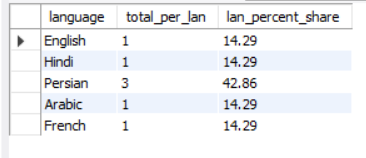 language total_per_lan lan_percent_share
English 1 14.29
Hindi 1 14.29
Persian 3 42.86
Arabic 1 14.29
French 1 14.29